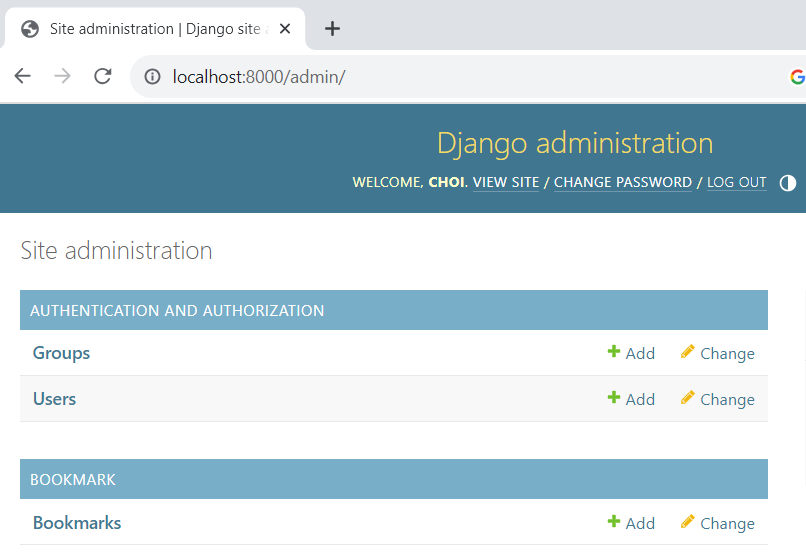 Site administration | Django site a
localhost:8000/admin/
Django administration
WELCOME, CHOI. VIEW SITE / CHANGE PASSWORD / LOG OUT
Site administration
AUTHENTICATION AND AUTHORIZATION
Groups Add Change
Users Add Change
BOOKMARK
Bookmarks Add Change